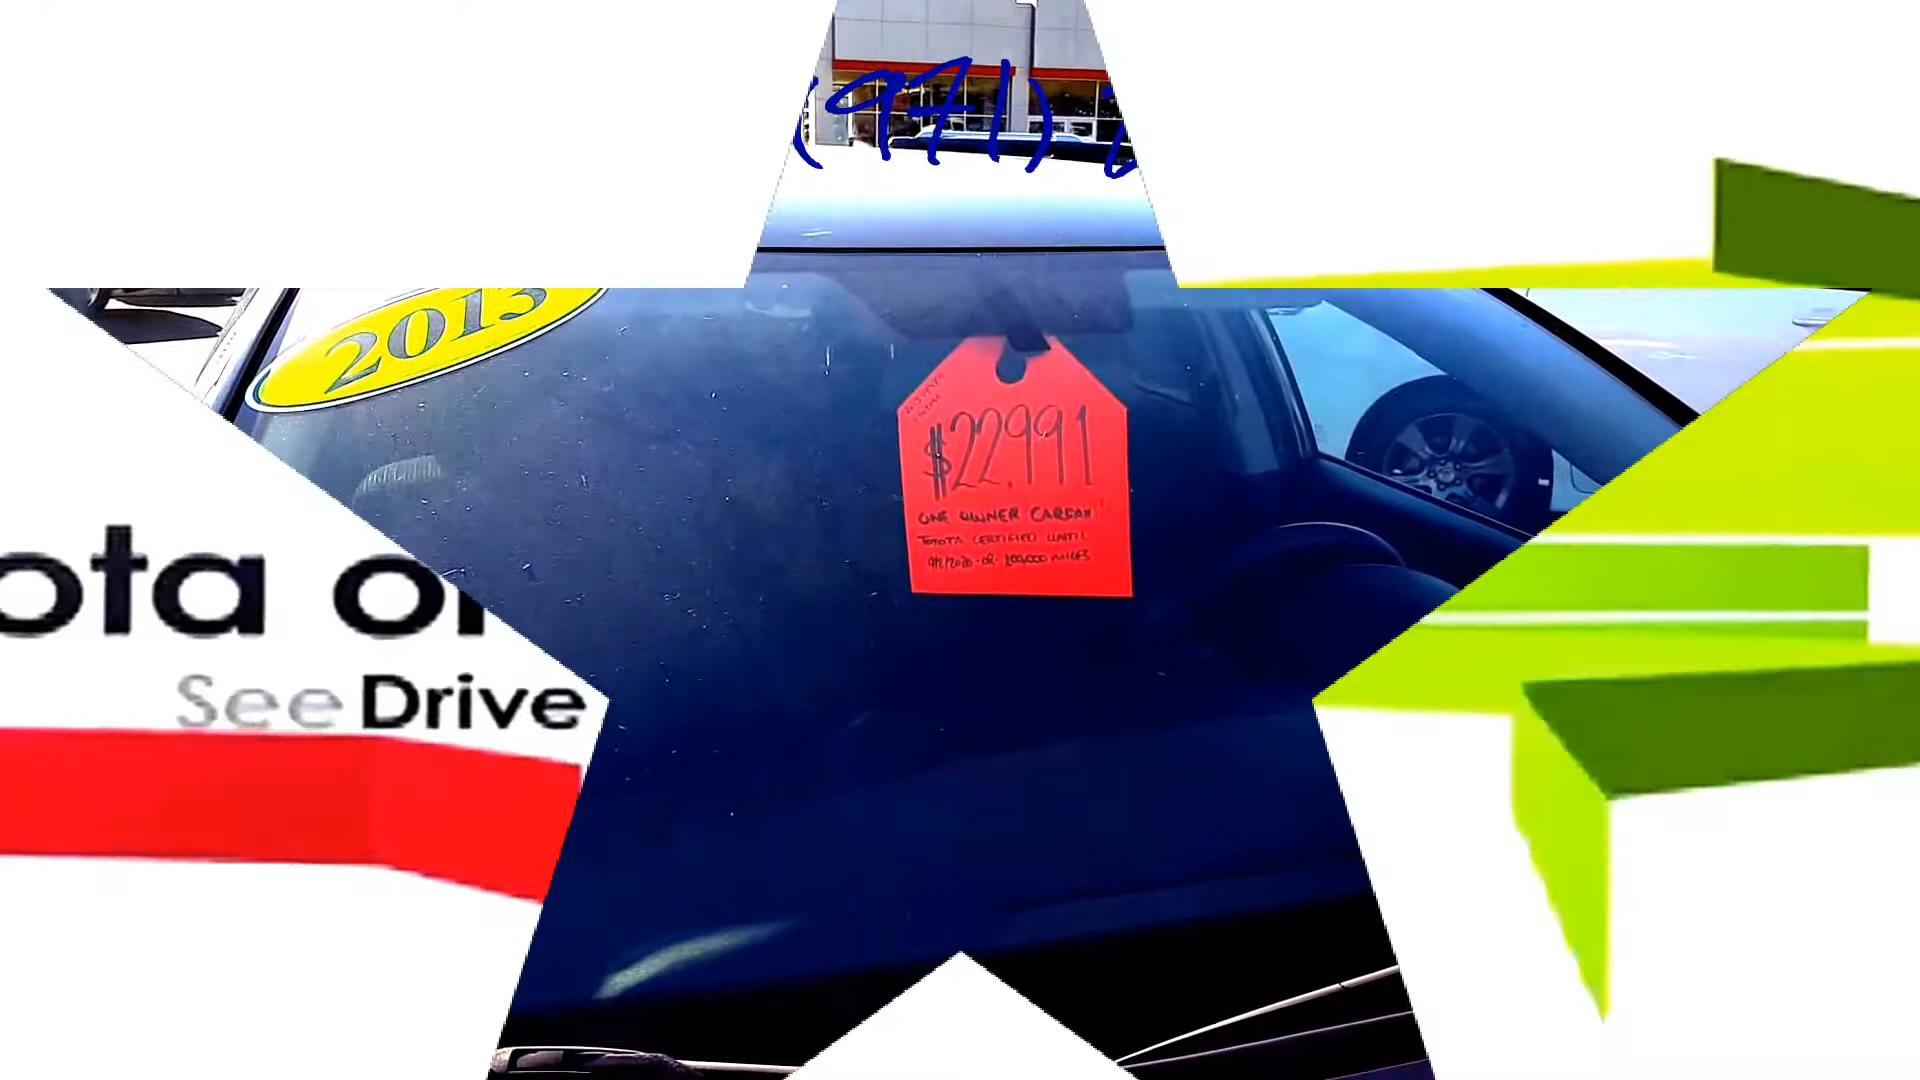 (971)
2013
$22,991
ONE OWNER CARFAX!
TOYOTA CERTIFIED UNTIL
OR 100,000 MILES
ota of
See Drive